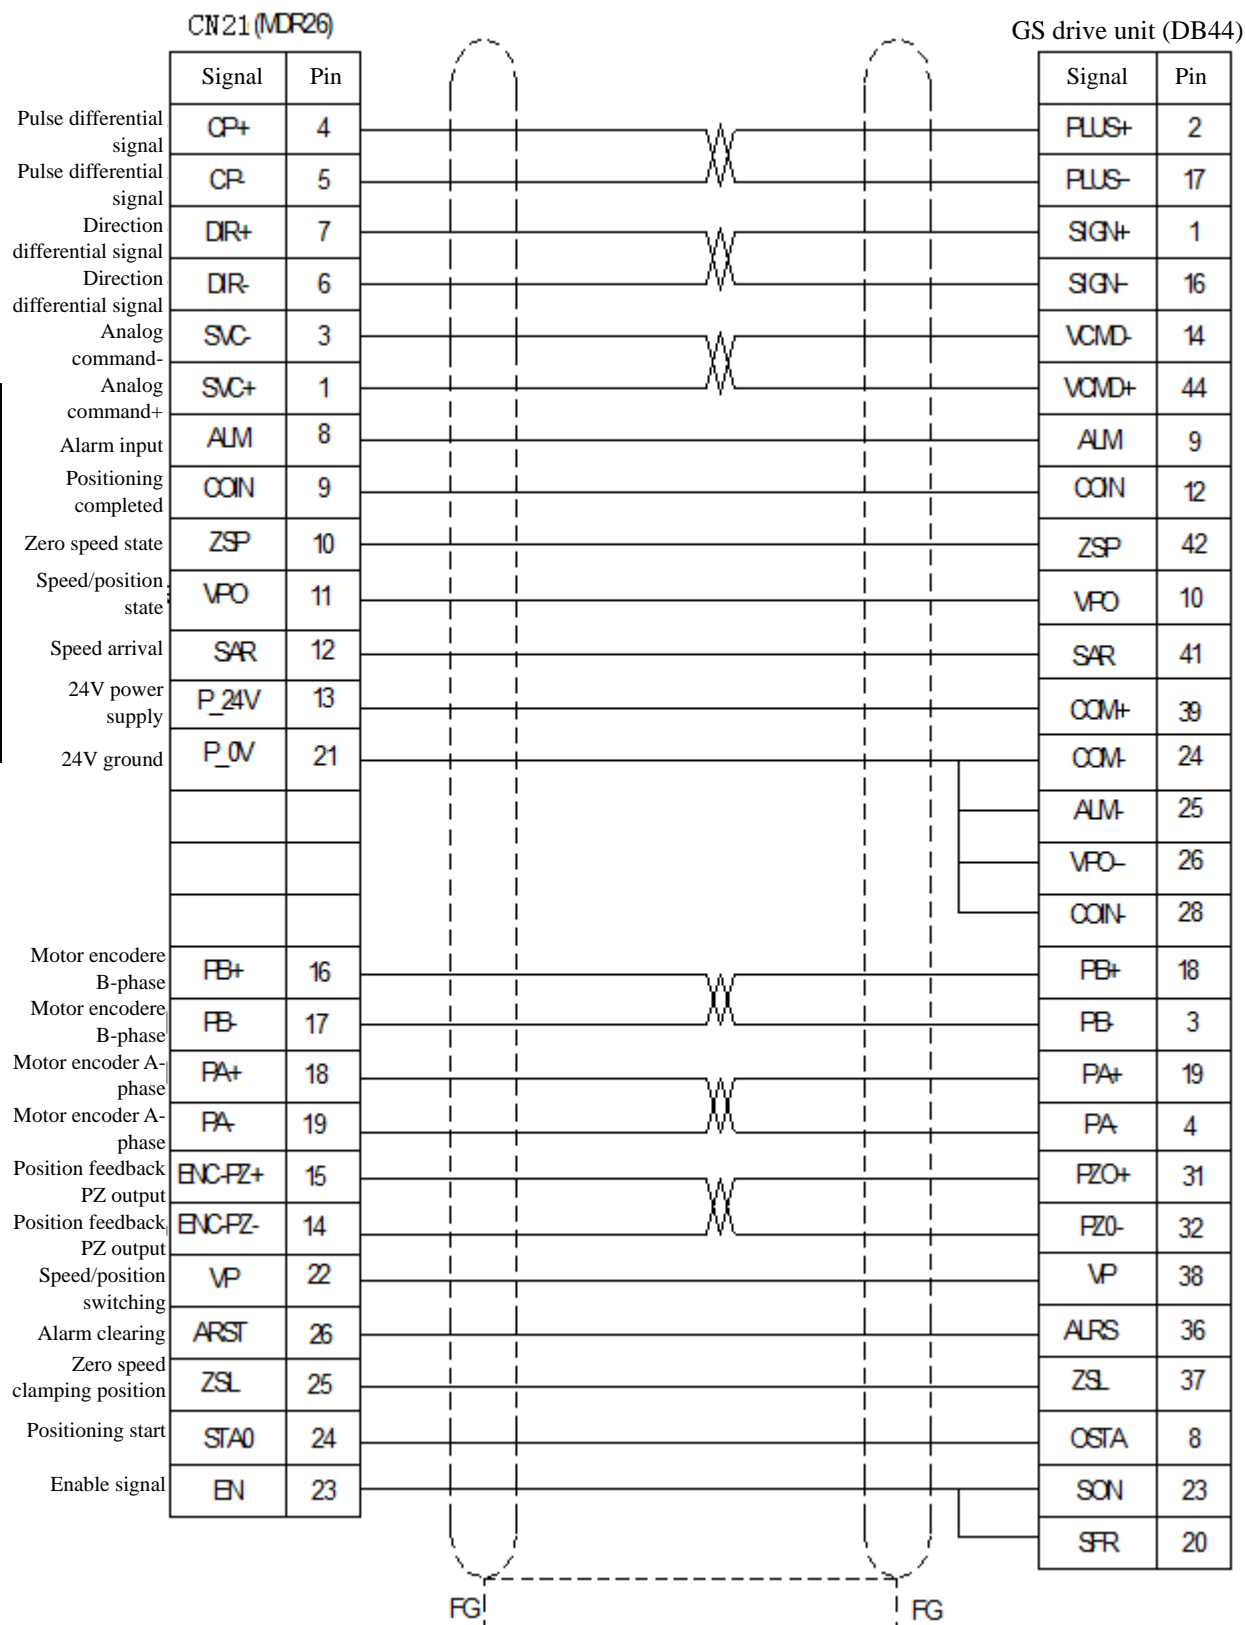 CN21(MDR26)
GS drive unit (DB44)
Signal Pin Signal Pin
Pulse differential
signal
CP+ 4 PLUS+ 2
Pulse differential
signal
CP- 5 PLUS- 17
Direction
differential signal
DIR+ 7 SIGN+ 1
Direction
differential signal
DIR- 6 SIGN- 16
Analog
command-
SVC- 3 VCMD- 14
Analog
command+
SVC+ 1 VCMD+ 44
Alarm input ALM 8 ALM 9
Positioning
completed
COIN 9 COIN 12
Zero speed state ZSP 10 ZSP 42
Speed/position
state
VPO 11 VPO 10
Speed arrival SAR 12 SAR 41
24V power
supply
P_24V 13 COM+ 39
24V ground P_0V 21 COM- 24
ALM- 25
VPO- 26
COIN- 28
Motor encodere
B-phase
PB+ 16 PB+ 18
Motor encodere
B-phase
PB- 17 PB- 3
Motor encoder A-
phase
PA+ 18 PA+ 19
Motor encoder A-
phase
PA- 19 PA- 4
Position feedback
PZ output
ENC-PZ+ 15 PZO+ 31
Position feedback
PZ output
ENC-PZ- 14 PZ0- 32
Speed/position
switching
VP 22 VP 38
Alarm clearing ARST 26 ALRS 36
Zero speed
clamping position
ZSL 25 ZSL 37
Positioning start STA0 24 OSTA 8
Enable signal EN 23 SON 23
SFR 20
FG FG